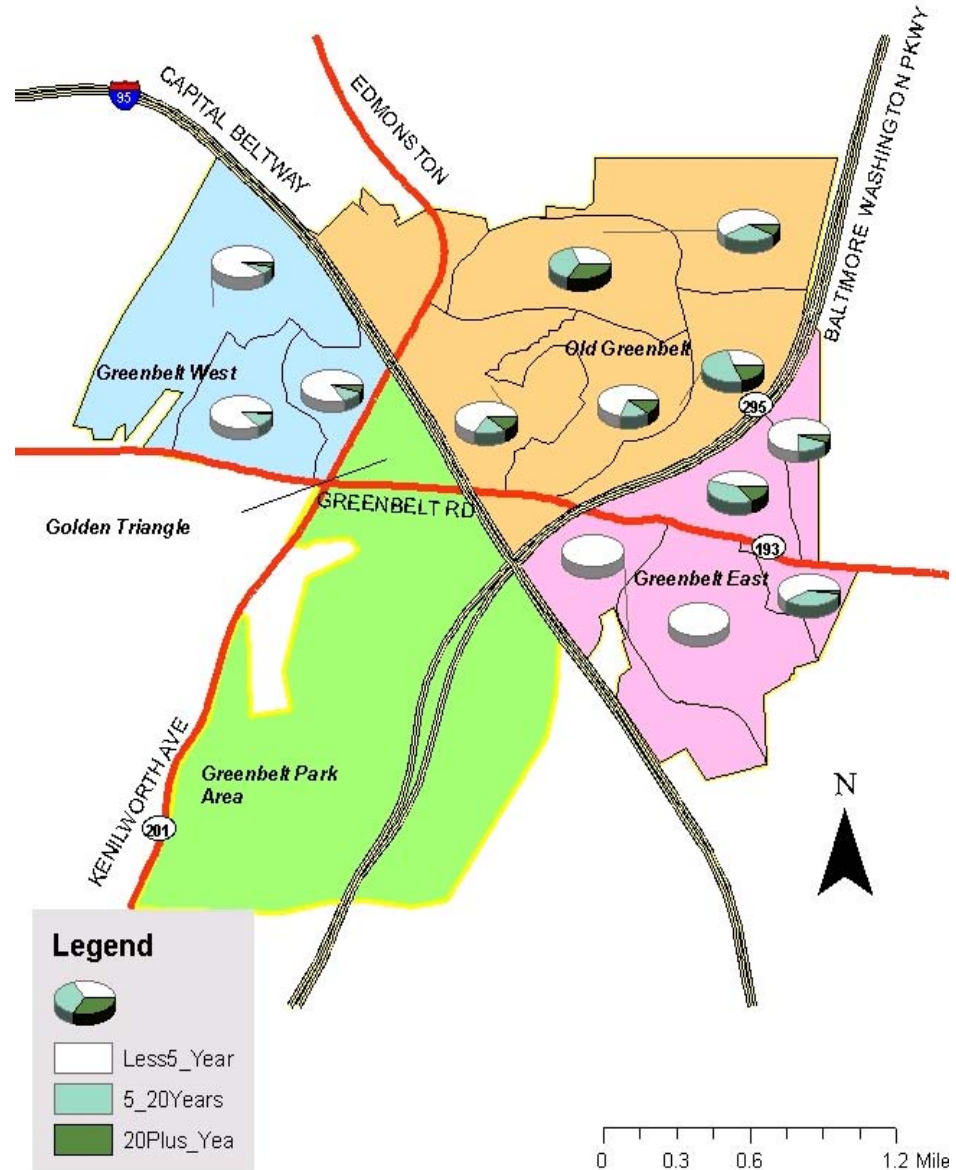 95
CAPITAL BELTWAY
EDMONSTON
BALTIMORE WASHINGTON PKWY
Greenbelt West
Old Greenbelt
295
GREENBELT RD
Golden Triangle
193
Greenbelt East
KENILWORTH AVE
201
Greenbelt Park
Area
N
Legend
Less5_Year
5_20Years
20Plus_Yea
0 0.3 0.6 1.2 Mile